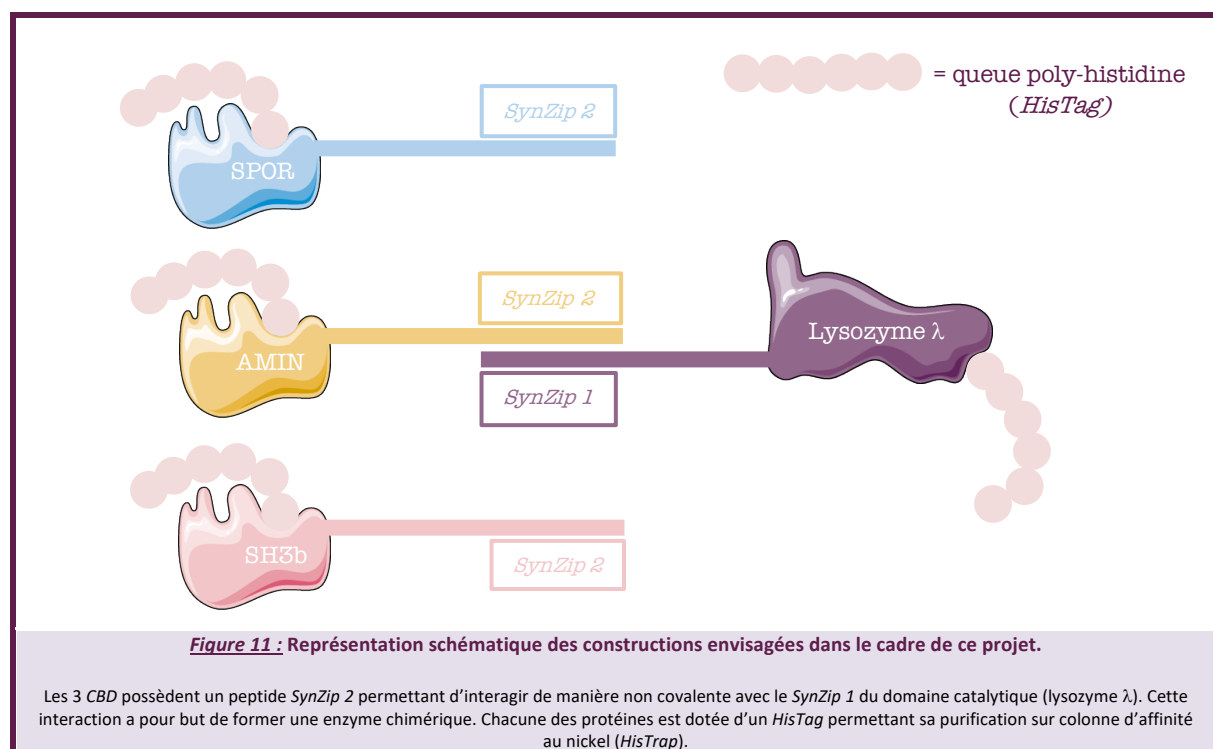 SynZip 2
= queue poly-histidine
(HisTag)
SPOR
SynZip 2
AMIN
Lysozyme λ
SynZip 1
SH3b
SynZip 2
Figure 11 : Représentation schématique des constructions envisagées dans le cadre de ce projet.
Les 3 CBD possèdent un peptide SynZip 2 permettant d'interagir de manière non covalente avec le SynZip 1 du domaine catalytique (lysozyme λ). Cette
interaction a pour but de former une enzyme chimérique. Chacune des protéines est dotée d'un HisTag permettant sa purification sur colonne d'affinité
au nickel (HisTrap).